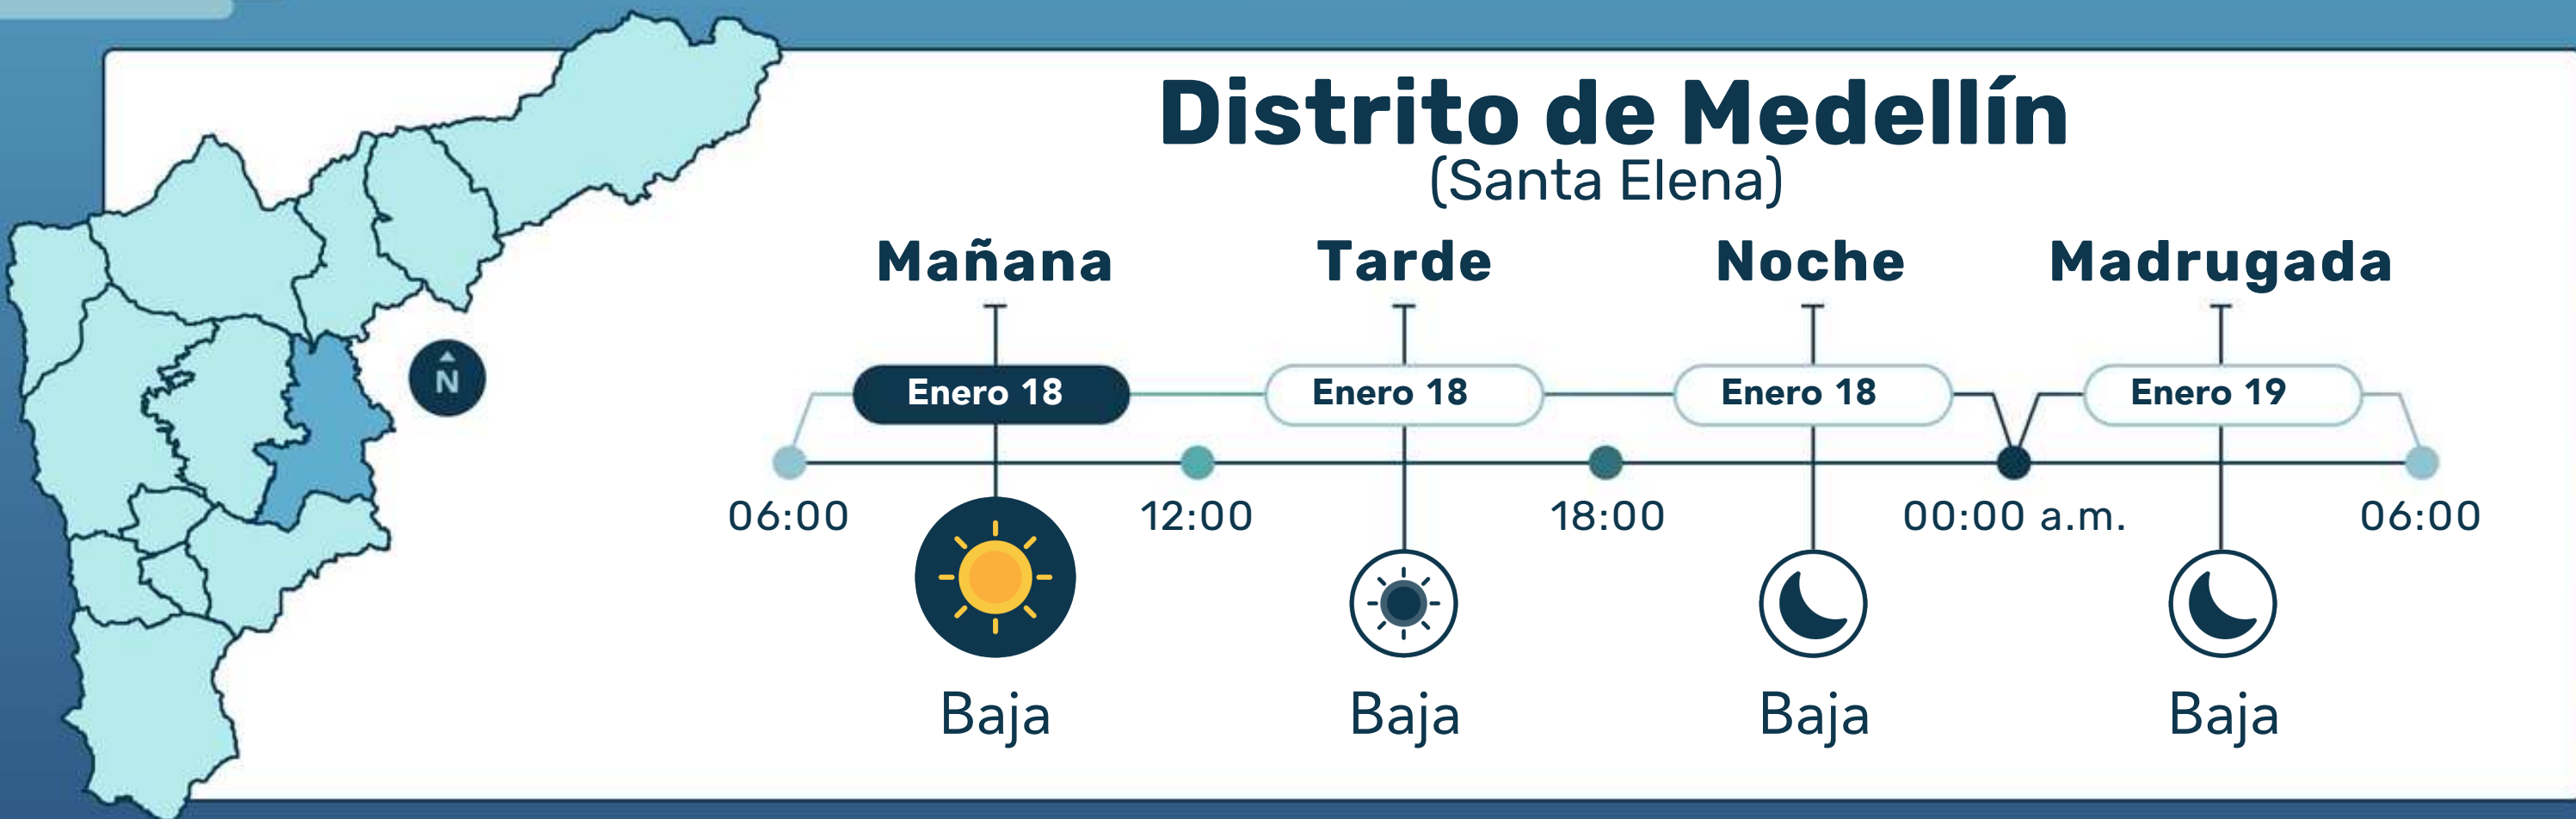 Distrito de Medellín
(Santa Elena)
Mañana Tarde Noche Madrugada
Enero 18 Enero 18 Enero 18 Enero 19
N
06:00 12:00 18:00 00:00 a.m. 06:00
Baja Baja Baja Baja